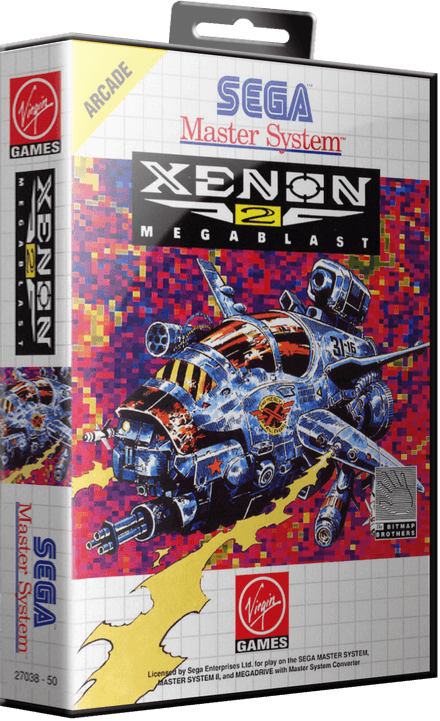 ARCADE
SEGA
Master System™
XENON
2
MEGABLAST
31-16
THE BITMAP
BROTHERS
Virgin
GAMES
Licensed by Sega Enterprises Ltd. for play on the SEGA MASTER SYSTEM,
MASTER SYSTEM II, and MEGADRIVE with Master System Converter
Virgin
GAMES
XENON
2
MEGABLAST
SEGA
Master System
27038 - 50